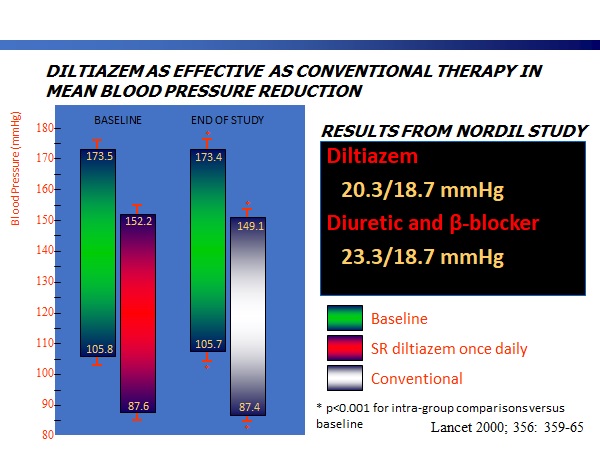 DILTIAZEM AS EFFECTIVE AS CONVENTIONAL THERAPY IN
MEAN BLOOD PRESSURE REDUCTION
Blood Pressure (mmHg)
BASELINE
END OF STUDY
180
170
160
150
140
130
120
110
100
90
80
173.5
105.8
152.2
87.6
173.4
105.7
149.1
87.4
RESULTS FROM NORDIL STUDY
Diltiazem
20.3/18.7 mmHg
Diuretic and β-blocker
23.3/18.7 mmHg
Baseline
SR diltiazem once daily
Conventional
* p<0.001 for intra-group comparisons versus
baseline
Lancet 2000; 356: 359-65